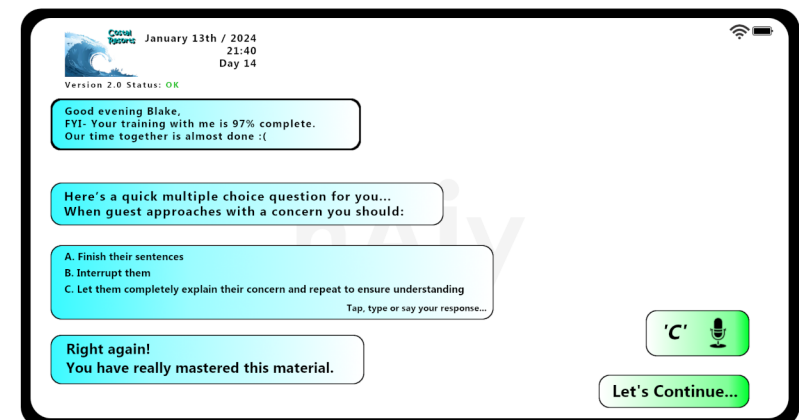 Costal
Resorts
January 13th / 2024
21:40
Day 14
Version 2.0 Status: OK
Good evening Blake,
FYI- Your training with me is 97% complete.
Our time together is almost done :(
Here's a quick multiple choice question for you...
When guest approaches with a concern you should:
A. Finish their sentences
B. Interrupt them
C. Let them completely explain their concern and repeat to ensure understanding
Tap, type or say your response...
'C'
Right again!
You have really mastered this material.
Let's Continue...